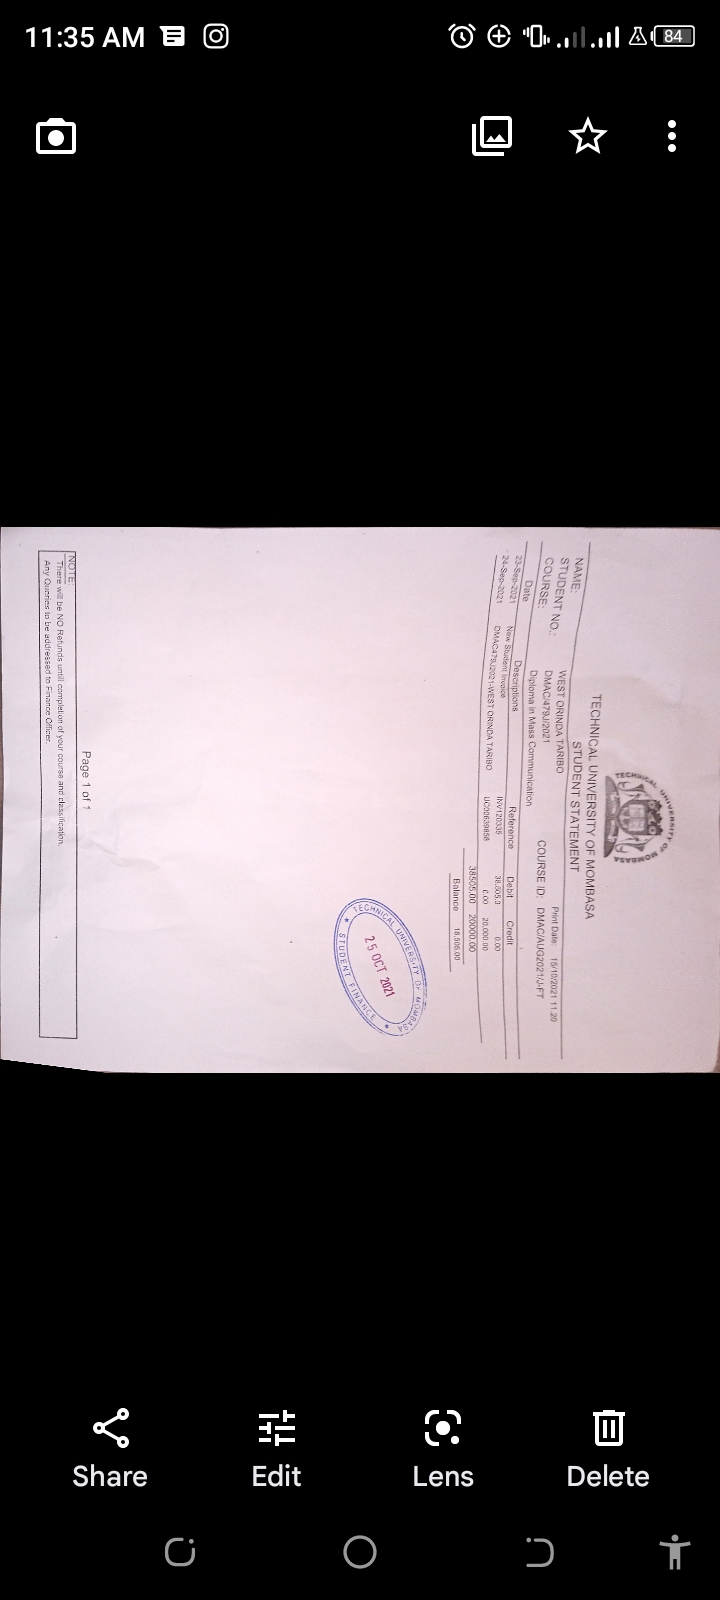 11:35 AM
84
TECHNICAL UNIVERSITY OF MOMBASA
TECHNICAL UNIVERSITY OF MOMBASA
STUDENT STATEMENT
NAME: WEST ORINDA TARIBO Print Date: 15/10/2021 11:20
STUDENT NO.: DMAC/479J/2021 COURSE ID: DMAC/AUG2021/J-FT
COURSE: Diploma in Mass Communication
Date Descriptions Reference Debit Credit
23-Sep-2021 New Student Invoice INV120335 38,505.0 0.00
24-Sep-2021 DMAC479J/2021-WEST ORINDA TARIBO UC00639858 0.00 20,000.00
38505.00 20000.00
Balance 18,505.00
TECHNICAL UNIVERSITY OF MOMBASA
25 OCT 2021
STUDENT FINANCE
Page 1 of 1
NOTE:
There will be NO Refunds untill completion of your course and classification.
Any Queries to be addressed to Finance Officer.
Share
Edit
Lens
Delete